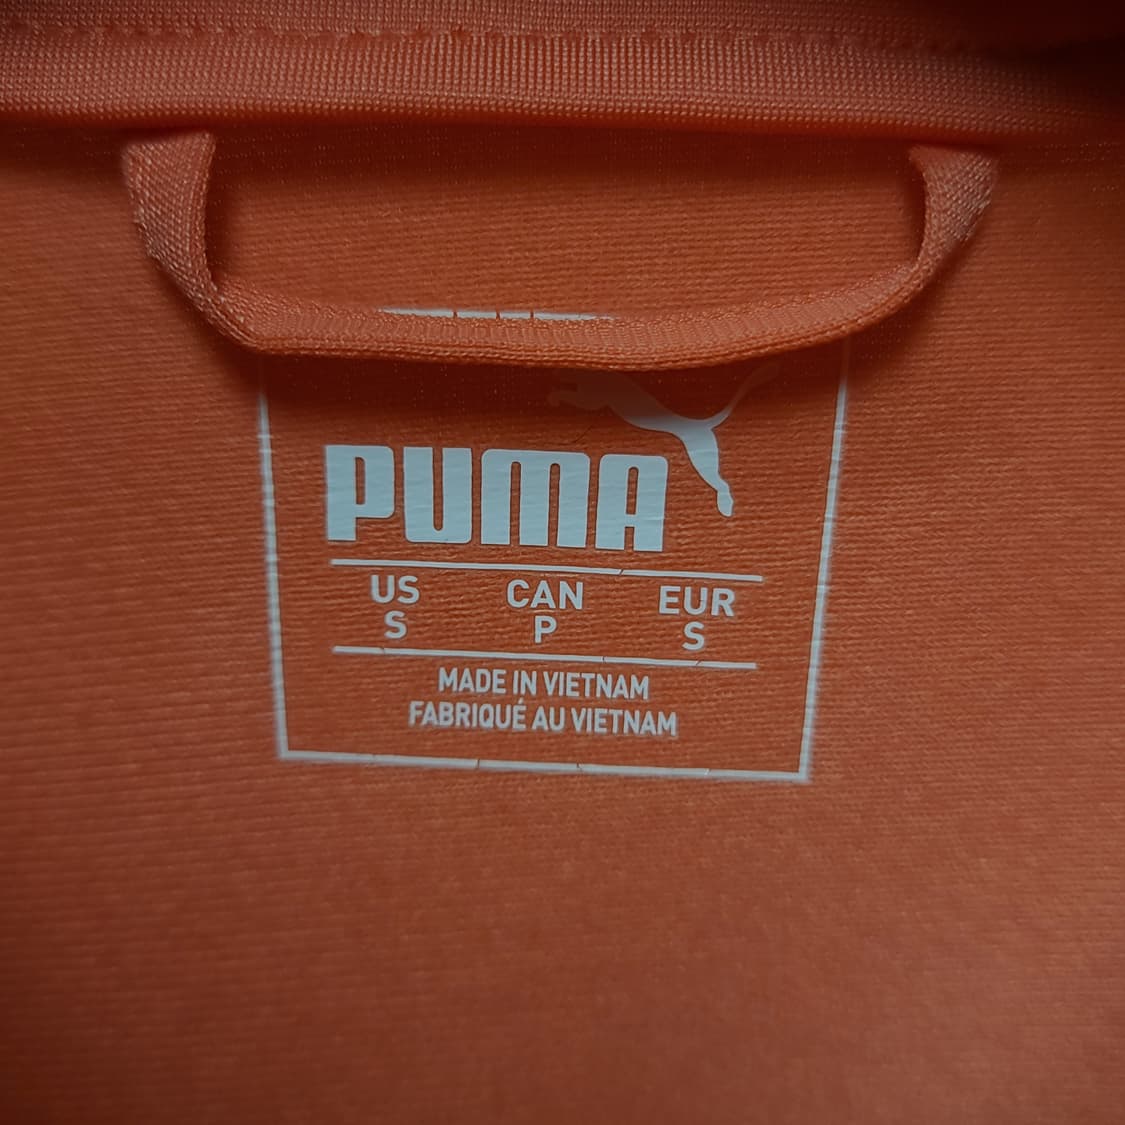 PUMA
US CAN EUR
S P S
MADE IN VIETNAM
FABRIQUÉ AU VIETNAM